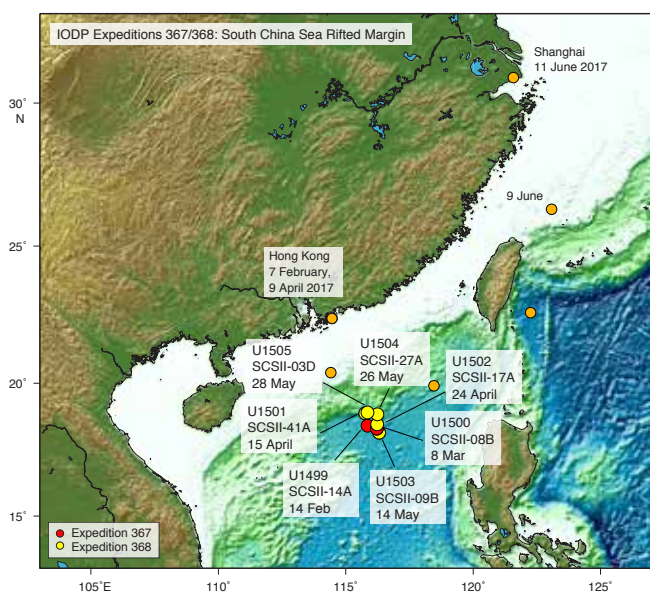 IODP Expeditions 367/368: South China Sea Rifted Margin
Shanghai
11 June 2017
30°
N
9 June
25°
Hong Kong
7 February,
9 April 2017
U1505
SCSII-03D
28 May
U1504
SCSII-27A
26 May
U1502
SCSII-17A
24 April
20°
U1501
SCSII-41A
15 April
U1500
SCSII-08B
8 Mar
U1499
SCSII-14A
14 Feb
U1503
SCSII-09B
14 May
15°
Expedition 367
Expedition 368
105°E
110°
115°
120°
125°